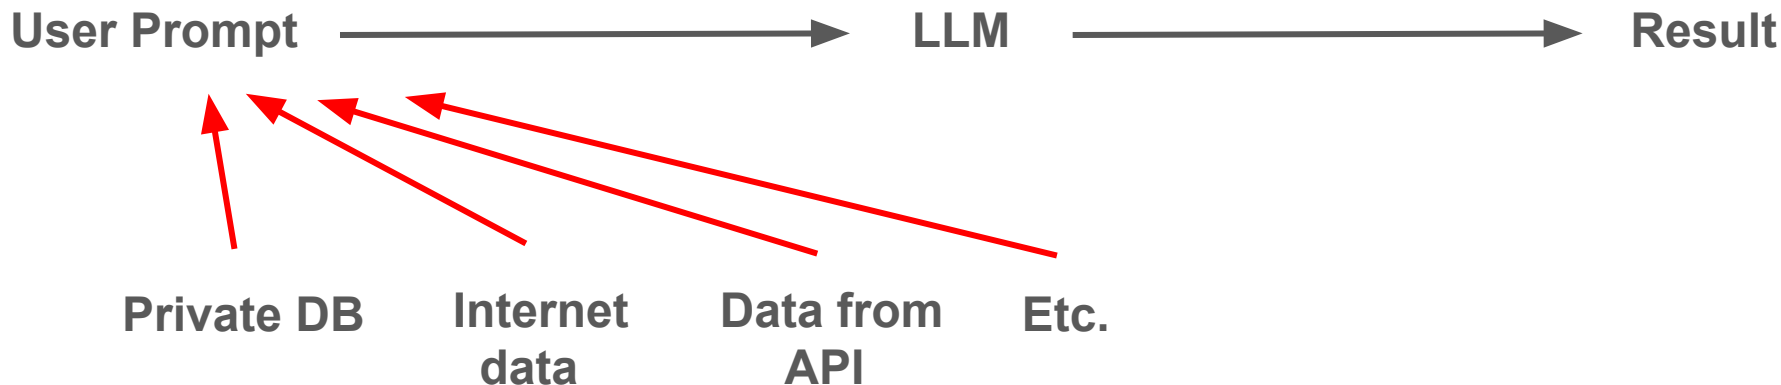 User Prompt
LLM
Result
Private DB
Internet
data
Data from
API
Etc.